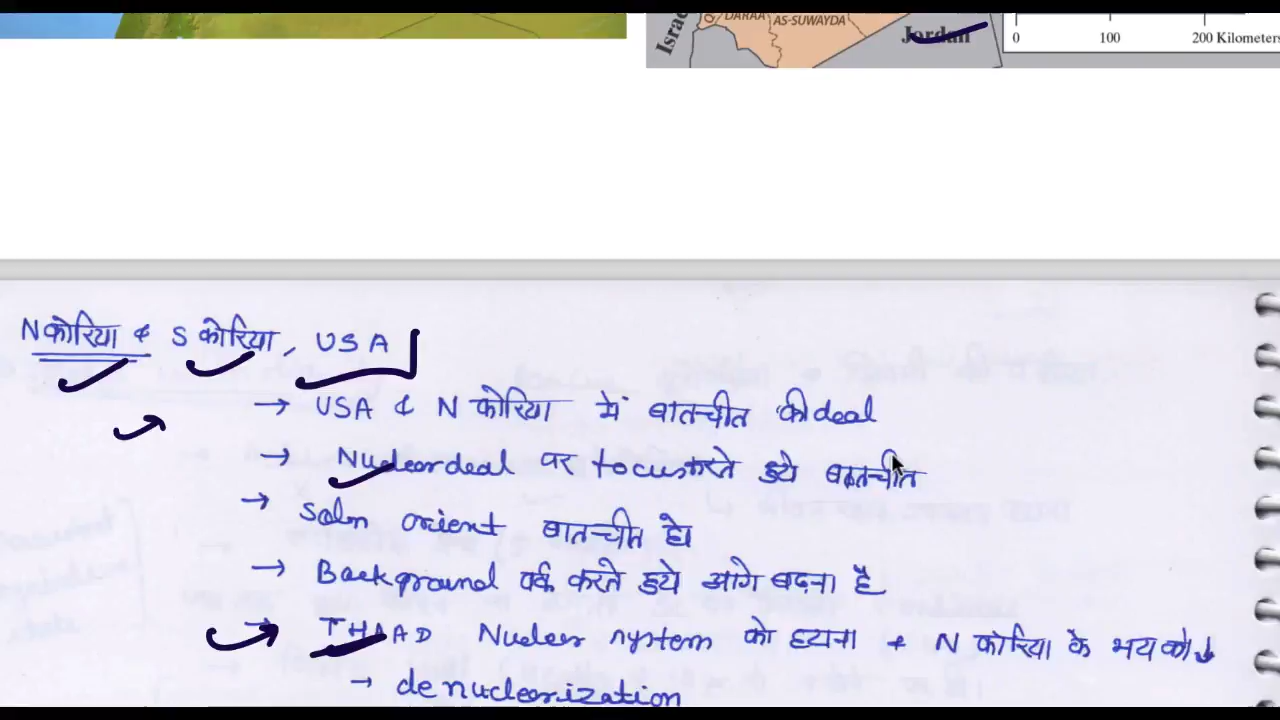 Israe
DARAA AS-SUWAYDA
Jordan
0 100 200 Kilometers
N कोरिया & S कोरिया, USA
→ USA & N कोरिया में बातचीत की deal
→ Nuclear deal पर focus करते हुये बातचीत
→ Soln orient बातचीत हो
→ Background वर्क करते हुये आगे बढ़ना है
→ THAAD Nuclear system को हटाना + N कोरिया के भय को ↓
→ denuclearization